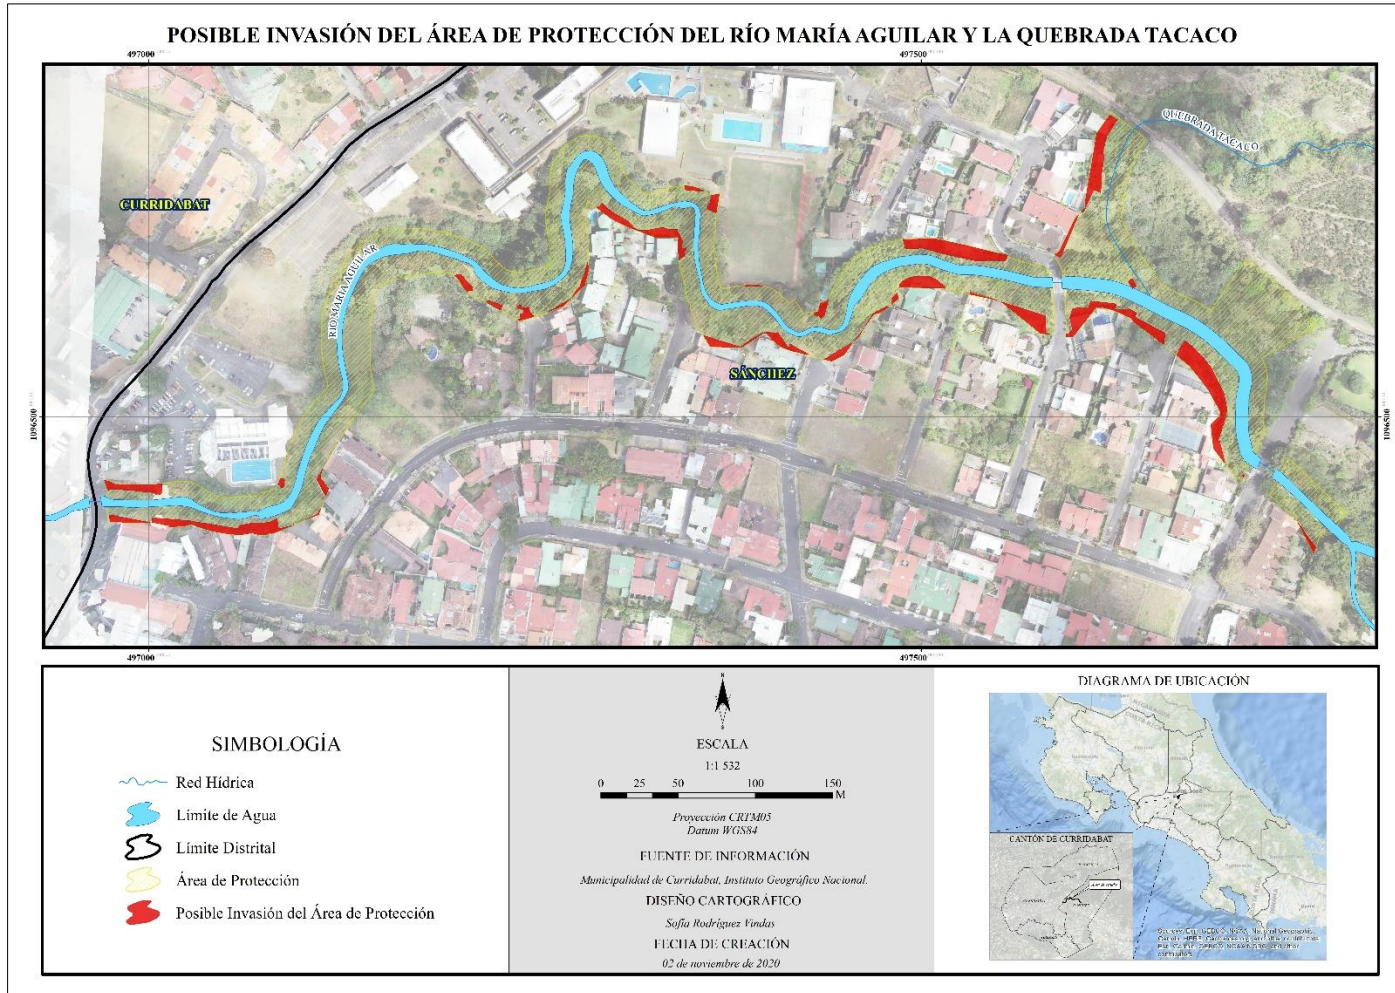 POSIBLE INVASIÓN DEL ÁREA DE PROTECCIÓN DEL RÍO MARÍA AGUILAR Y LA QUEBRADA TACACO
497000
497500
QUEBRADA TACACO
CURRIDABAT
RIO MARIA AGUILAR
SÁNCHEZ
1096500
1096500
497000
497500
SIMBOLOGÍA
Red Hídrica
Límite de Agua
Límite Distrital
Área de Protección
Posible Invasión del Área de Protección
N
S
ESCALA
1:1 532
0 25 50 100 150
M
Proyección CRTM05
Datum WGS84
FUENTE DE INFORMACIÓN
Municipalidad de Curridabat, Instituto Geográfico Nacional.
DISEÑO CARTOGRÁFICO
Sofía Rodríguez Vindas
FECHA DE CREACIÓN
02 de noviembre de 2020
DIAGRAMA DE UBICACIÓN
CANTÓN DE CURRIDABAT